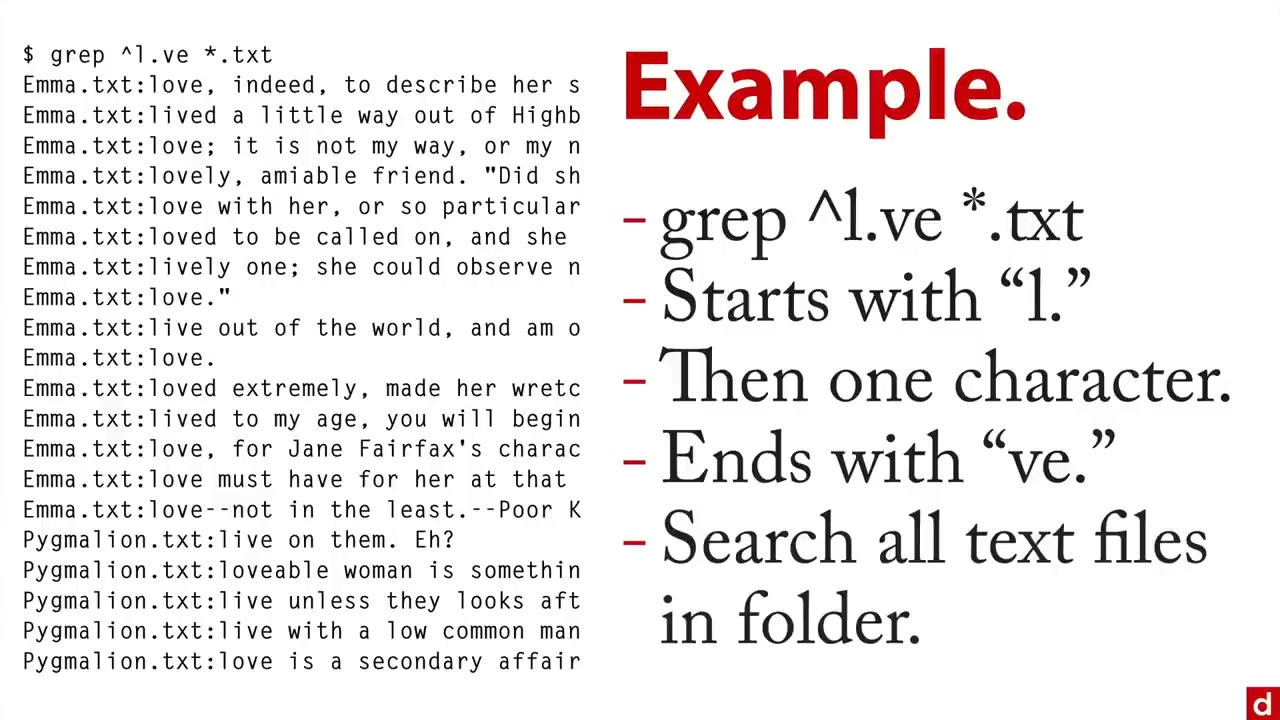 $ grep ^l.ve *.txt
Emma.txt:love, indeed, to describe her s
Emma.txt:lived a little way out of Highb
Emma.txt:love; it is not my way, or my n
Emma.txt:lovely, amiable friend. "Did sh
Emma.txt:love with her, or so particular
Emma.txt:loved to be called on, and she
Emma.txt:lively one; she could observe n
Emma.txt:love."
Emma.txt:live out of the world, and am o
Emma.txt:love.
Emma.txt:loved extremely, made her wretc
Emma.txt:lived to my age, you will begin
Emma.txt:love, for Jane Fairfax's charac
Emma.txt:love must have for her at that
Emma.txt:love--not in the least.--Poor K
Pygmalion.txt:live on them. Eh?
Pygmalion.txt:loveable woman is somethin
Pygmalion.txt:live unless they looks aft
Pygmalion.txt:live with a low common man
Pygmalion.txt:love is a secondary affair
Example.
– grep ^l.ve *.txt
– Starts with “l.”
– Then one character.
– Ends with “ve.”
– Search all text files
in folder.
d